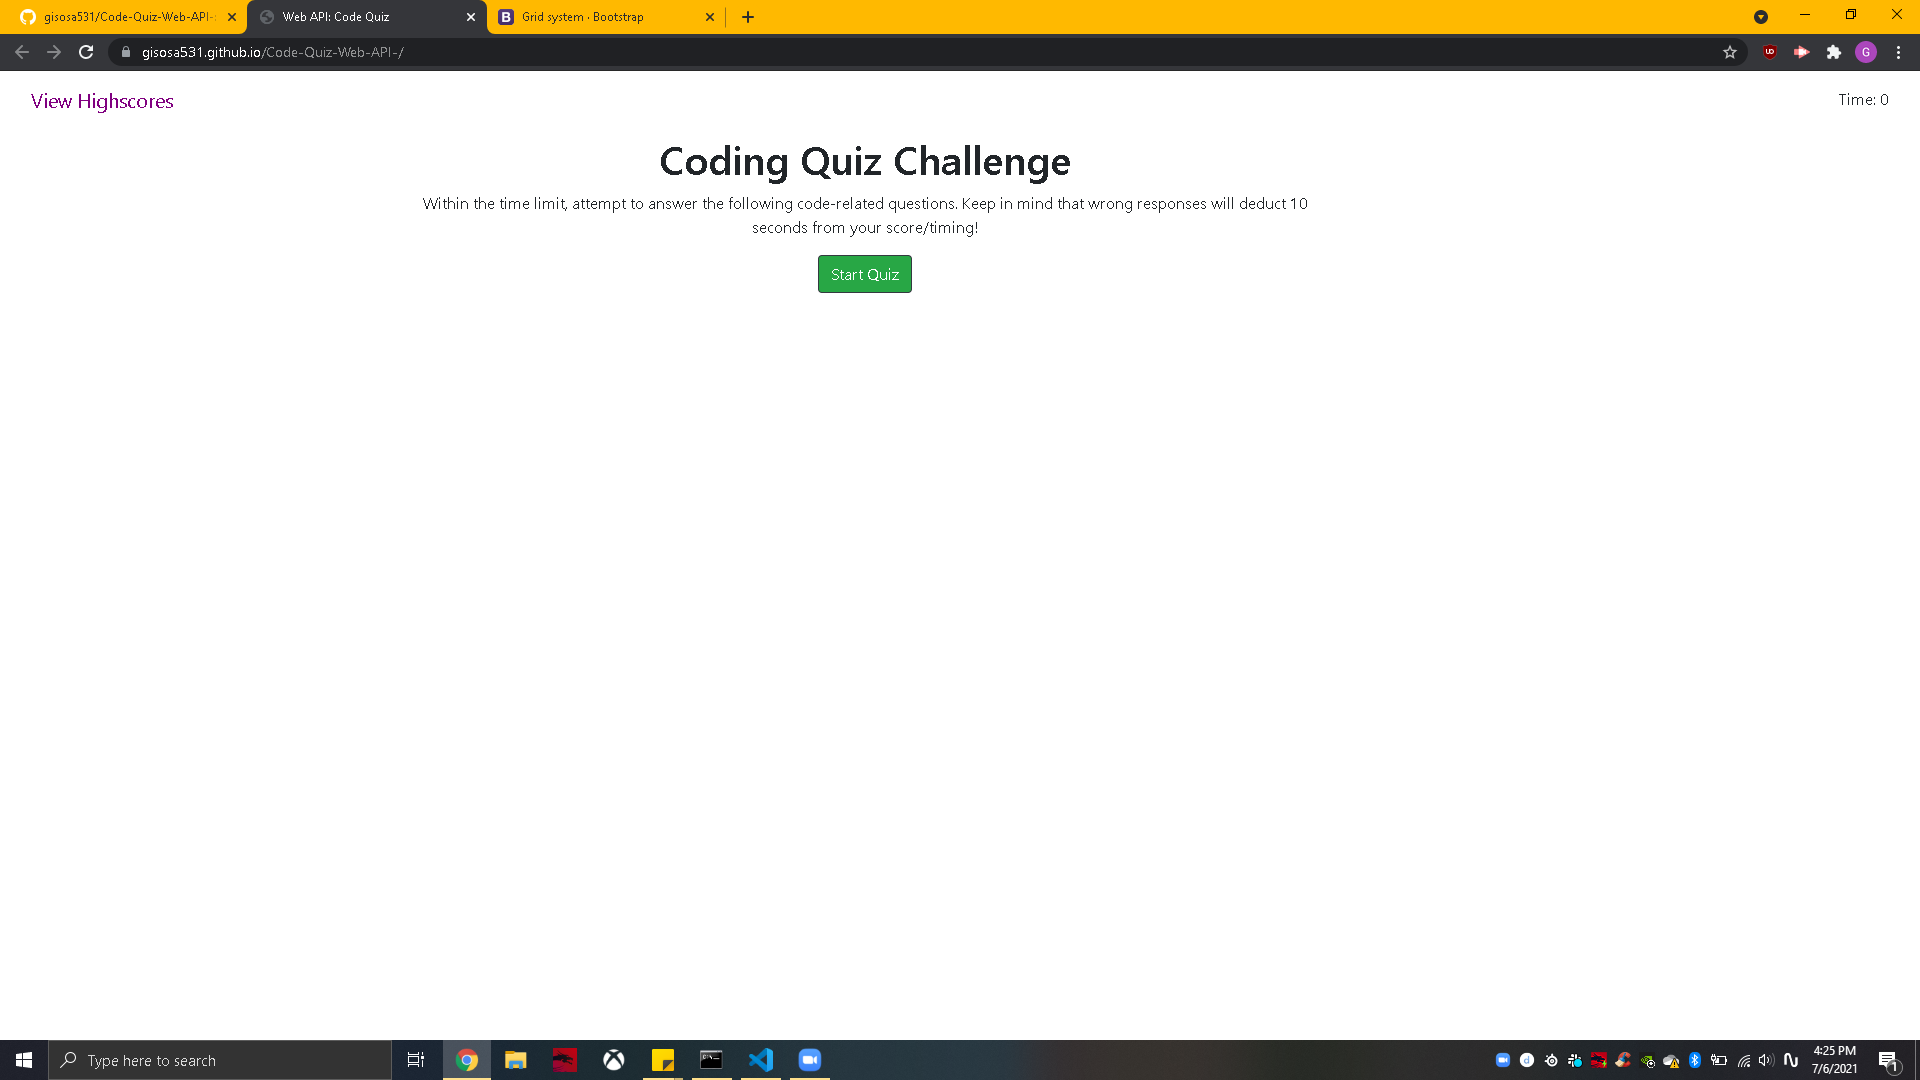 gisosa531/Code-Quiz-Web-API-
Web API: Code Quiz
Grid system · Bootstrap
gisosa531.github.io/Code-Quiz-Web-API-/
G
View Highscores
Time: 0
Coding Quiz Challenge
Within the time limit, attempt to answer the following code-related questions. Keep in mind that wrong responses will deduct 10
seconds from your score/timing!
Start Quiz
Type here to search
4:25 PM
7/6/2021
1